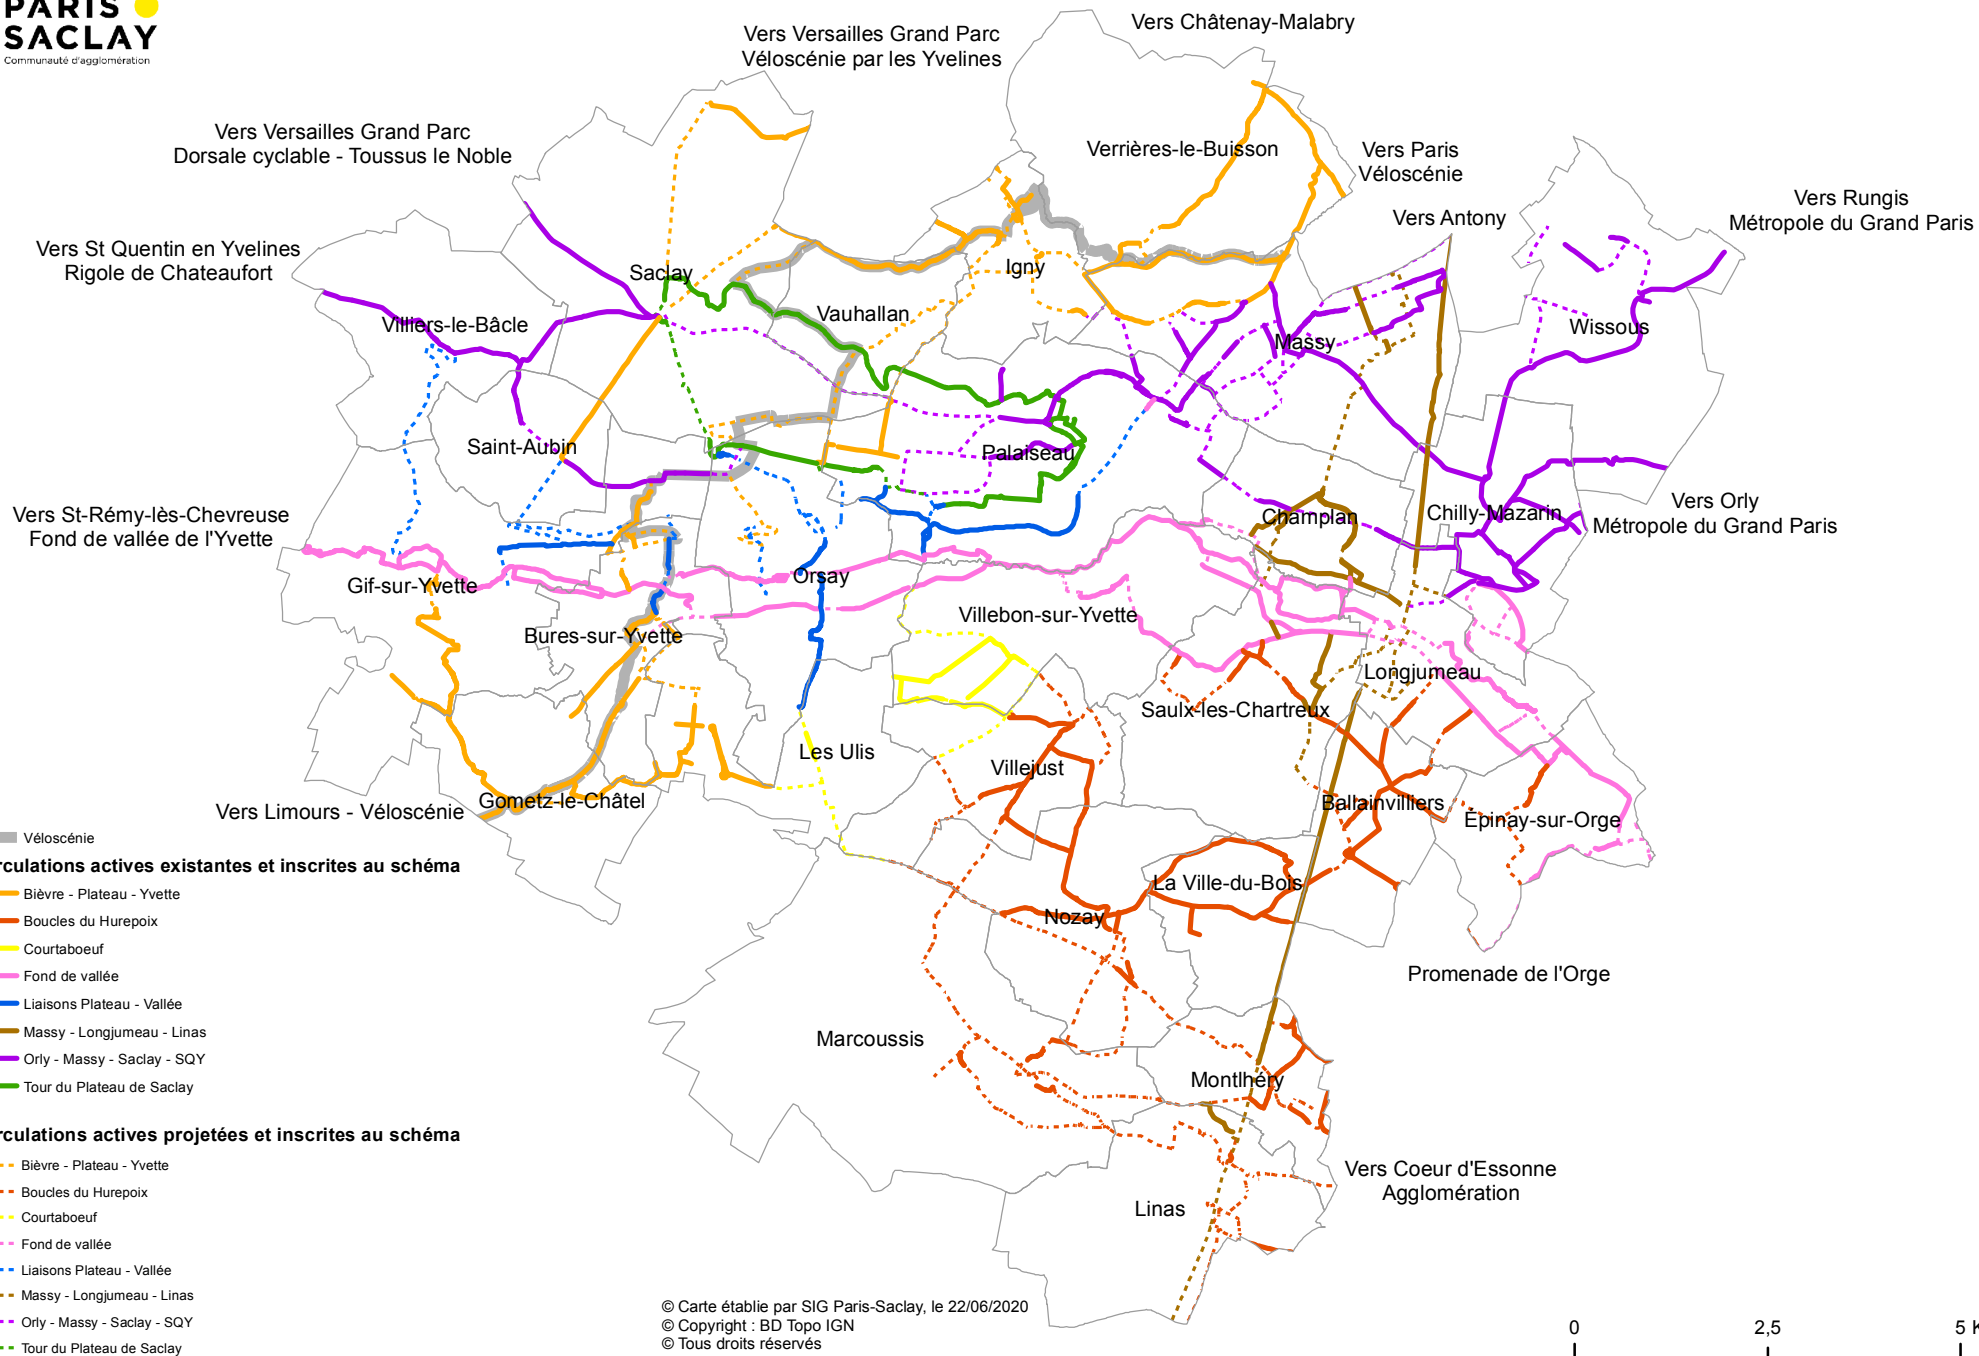 PARIS
SACLAY
Communauté d'agglomération
Vers Versailles Grand Parc
Véloscénie par les Yvelines
Vers Châtenay-Malabry
Vers Versailles Grand Parc
Dorsale cyclable - Toussus le Noble
Verrières-le-Buisson
Vers Paris
Véloscénie
Vers Rungis
Métropole du Grand Paris
Vers Antony
Vers St Quentin en Yvelines
Rigole de Chateaufort
Saclay
Igny
Vauhallan
Villiers-le-Bâcle
Wissous
Massy
Saint-Aubin
Palaiseau
Vers St-Rémy-lès-Chevreuse
Fond de vallée de l'Yvette
Champlan
Chilly-Mazarin
Vers Orly
Métropole du Grand Paris
Gif-sur-Yvette
Orsay
Villebon-sur-Yvette
Bures-sur-Yvette
Longjumeau
Saulx-les-Chartreux
Les Ulis
Villejust
Vers Limours - Véloscénie
Gometz-le-Châtel
Ballainvilliers
Epinay-sur-Orge
La Ville-du-Bois
Nozay
Promenade de l'Orge
Marcoussis
Montlhéry
Vers Coeur d'Essonne
Agglomération
Linas
Véloscénie
rculations actives existantes et inscrites au schéma
Bièvre - Plateau - Yvette
Boucles du Hurepoix
Courtaboeuf
Fond de vallée
Liaisons Plateau - Vallée
Massy - Longjumeau - Linas
Orly - Massy - Saclay - SQY
Tour du Plateau de Saclay
rculations actives projetées et inscrites au schéma
Bièvre - Plateau - Yvette
Boucles du Hurepoix
Courtaboeuf
Fond de vallée
Liaisons Plateau - Vallée
Massy - Longjumeau - Linas
Orly - Massy - Saclay - SQY
Tour du Plateau de Saclay
© Carte établie par SIG Paris-Saclay, le 22/06/2020
© Copyright : BD Topo IGN
© Tous droits réservés
0 2,5 5 K